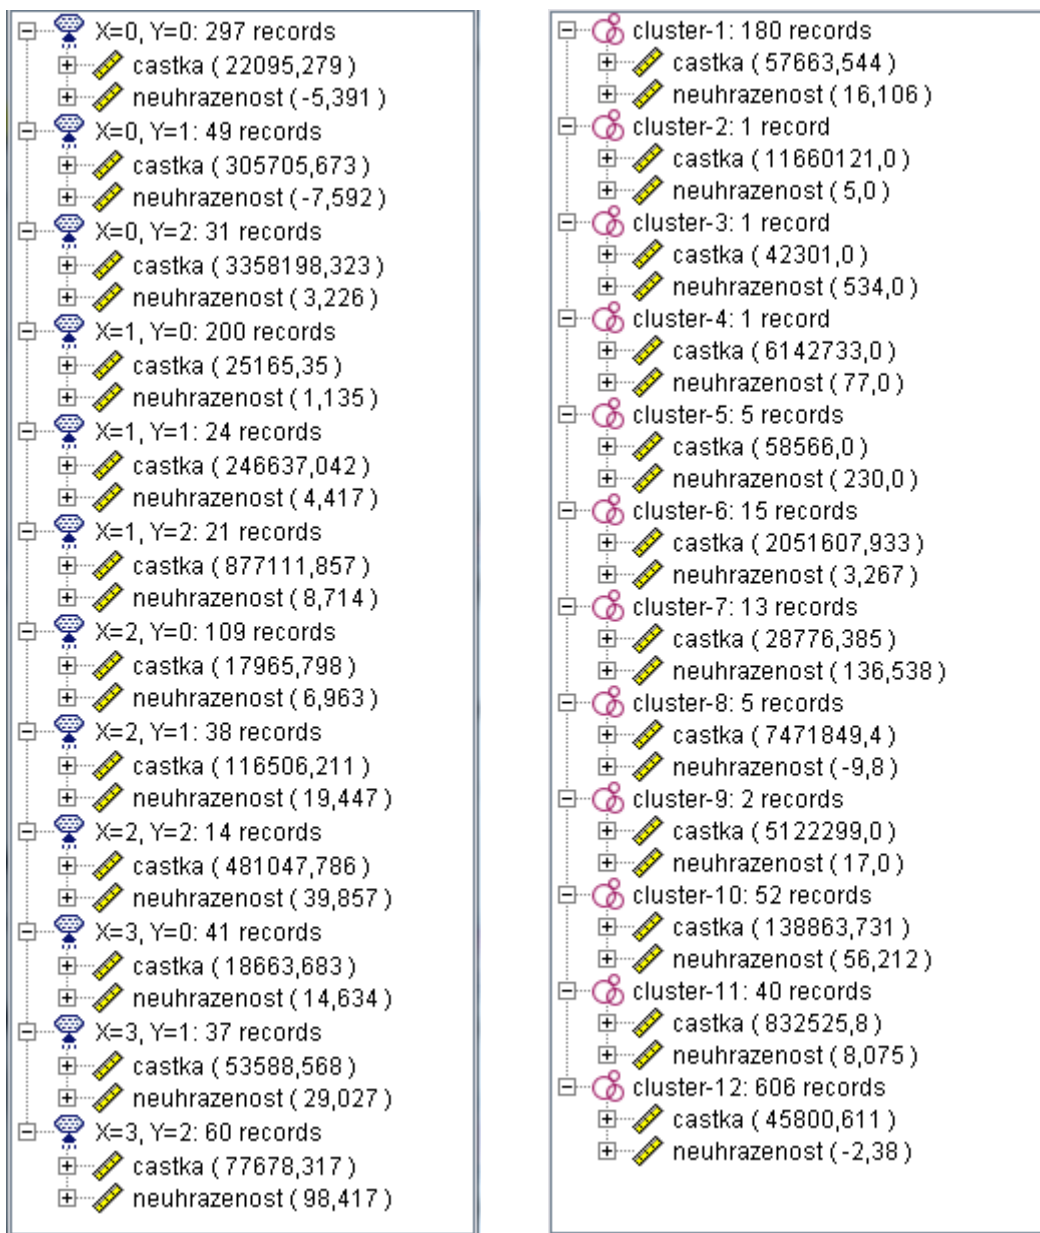 X=0, Y=0: 297 records
castka ( 22095,279 )
neuhrazenost ( -5,391 )
X=0, Y=1: 49 records
castka ( 305705,673 )
neuhrazenost ( -7,592 )
X=0, Y=2: 31 records
castka ( 3358198,323 )
neuhrazenost ( 3,226 )
X=1, Y=0: 200 records
castka ( 25165,35 )
neuhrazenost ( 1,135 )
X=1, Y=1: 24 records
castka ( 246637,042 )
neuhrazenost ( 4,417 )
X=1, Y=2: 21 records
castka ( 877111,857 )
neuhrazenost ( 8,714 )
X=2, Y=0: 109 records
castka ( 17965,798 )
neuhrazenost ( 6,963 )
X=2, Y=1: 38 records
castka ( 116506,211 )
neuhrazenost ( 19,447 )
X=2, Y=2: 14 records
castka ( 481047,786 )
neuhrazenost ( 39,857 )
X=3, Y=0: 41 records
castka ( 18663,683 )
neuhrazenost ( 14,634 )
X=3, Y=1: 37 records
castka ( 53588,568 )
neuhrazenost ( 29,027 )
X=3, Y=2: 60 records
castka ( 77678,317 )
neuhrazenost ( 98,417 )
cluster-1: 180 records
castka ( 57663,544 )
neuhrazenost ( 16,106 )
cluster-2: 1 record
castka ( 11660121,0 )
neuhrazenost ( 5,0 )
cluster-3: 1 record
castka ( 42301,0 )
neuhrazenost ( 534,0 )
cluster-4: 1 record
castka ( 6142733,0 )
neuhrazenost ( 77,0 )
cluster-5: 5 records
castka ( 58566,0 )
neuhrazenost ( 230,0 )
cluster-6: 15 records
castka ( 2051607,933 )
neuhrazenost ( 3,267 )
cluster-7: 13 records
castka ( 28776,385 )
neuhrazenost ( 136,538 )
cluster-8: 5 records
castka ( 7471849,4 )
neuhrazenost ( -9,8 )
cluster-9: 2 records
castka ( 5122299,0 )
neuhrazenost ( 17,0 )
cluster-10: 52 records
castka ( 138863,731 )
neuhrazenost ( 56,212 )
cluster-11: 40 records
castka ( 832525,8 )
neuhrazenost ( 8,075 )
cluster-12: 606 records
castka ( 45800,611 )
neuhrazenost ( -2,38 )